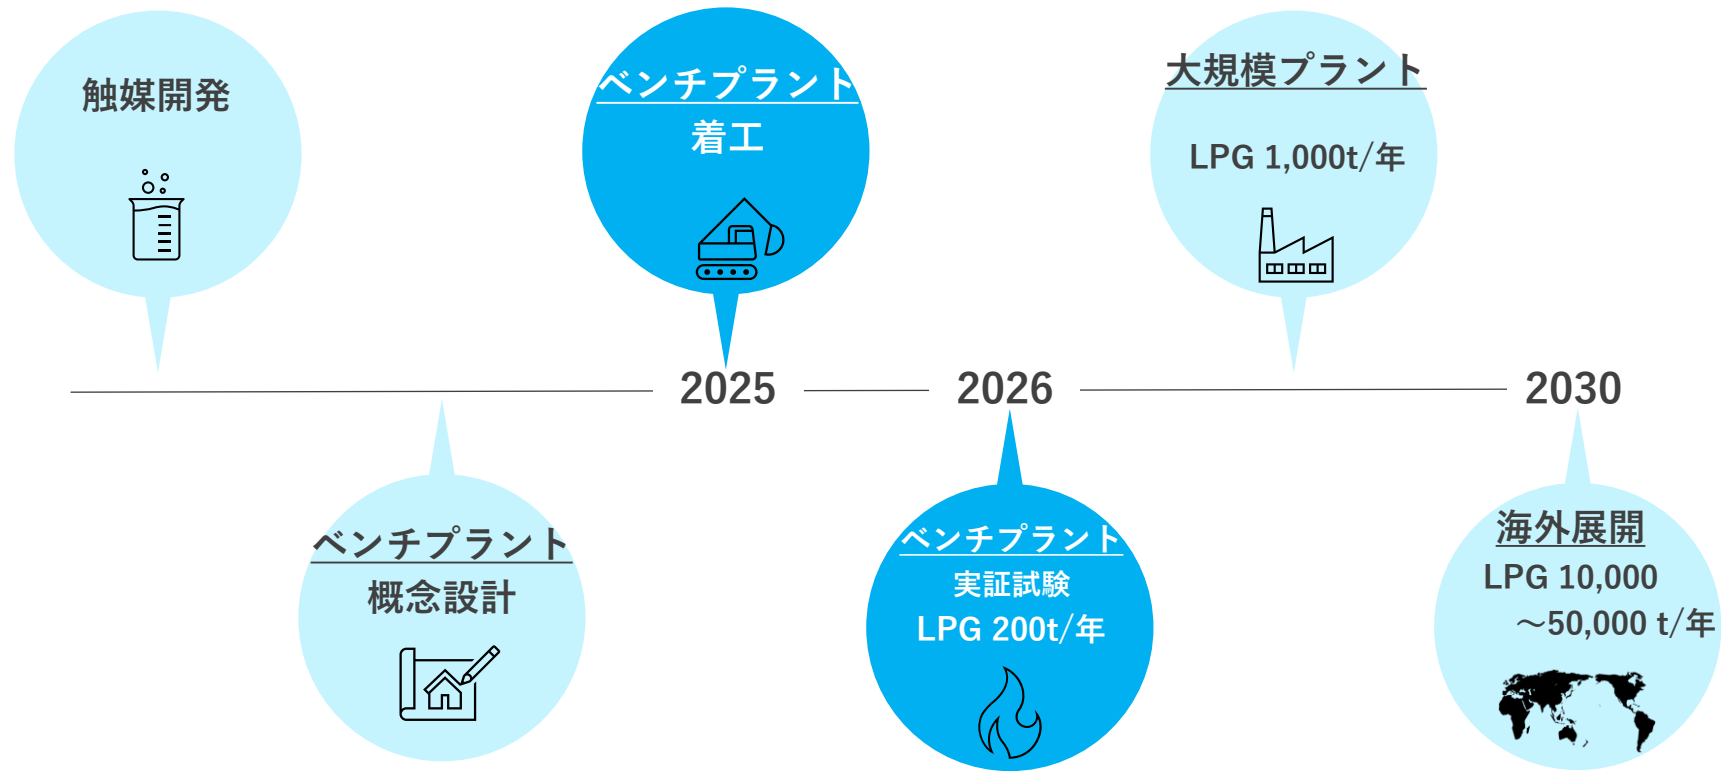 触媒開発
ベンチプラント
概念設計
ベンチプラント
着工
2025
2026
ベンチプラント
実証試験
LPG 200t/年
大規模プラント
LPG 1,000t/年
2030
海外展開
LPG 10,000
～50,000 t/年